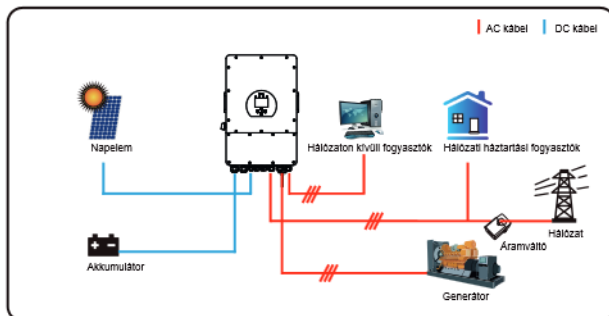 AC kábel
DC kábel
Napelem
Hálózaton kívüli fogyasztók
Hálózati háztartási fogyasztók
Áramváltó
Hálózat
Akkumulátor
Generátor